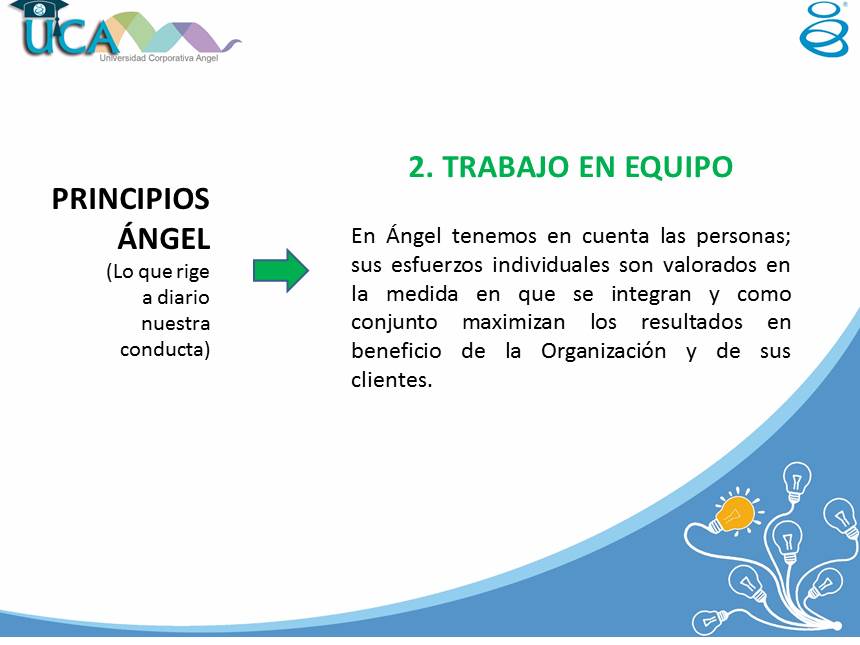 UCA
Universidad Corporativa Angel
PRINCIPIOS
ÁNGEL
(Lo que rige
a diario
nuestra
conducta)
2. TRABAJO EN EQUIPO
En Ángel tenemos en cuenta las personas;
sus esfuerzos individuales son valorados en
la medida en que se integran y como
conjunto maximizan los resultados en
beneficio de la Organización y de sus
clientes.